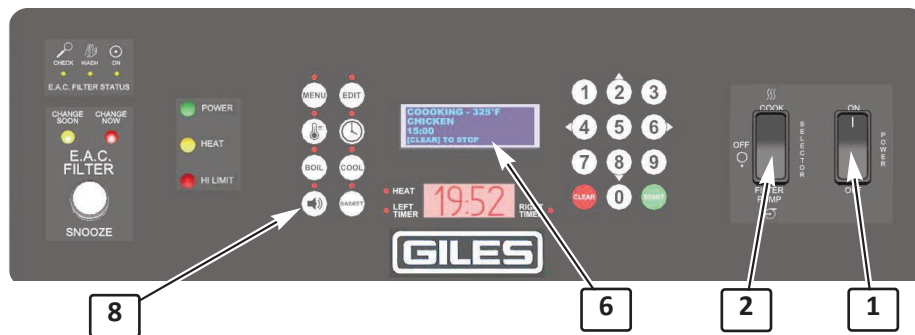 CHECK WASH ON
E.A.C. FILTER STATUS
CHANGE SOON
CHANGE NOW
E.A.C. FILTER
SNOOZE
POWER
HEAT
HI LIMIT
MENU EDIT
BOIL COOL
BASKET
COOOKING - 325°F
CHICKEN
15:00
[CLEAR] TO STOP
HEAT
LEFT TIMER
19:52
RIGHT TIMER
GILES
1 2 3
4 5 6
7 8 9
CLEAR 0 START
COOK
OFF
SELECTOR
FILTER PUMP
ON
POWER
8
6
2
1